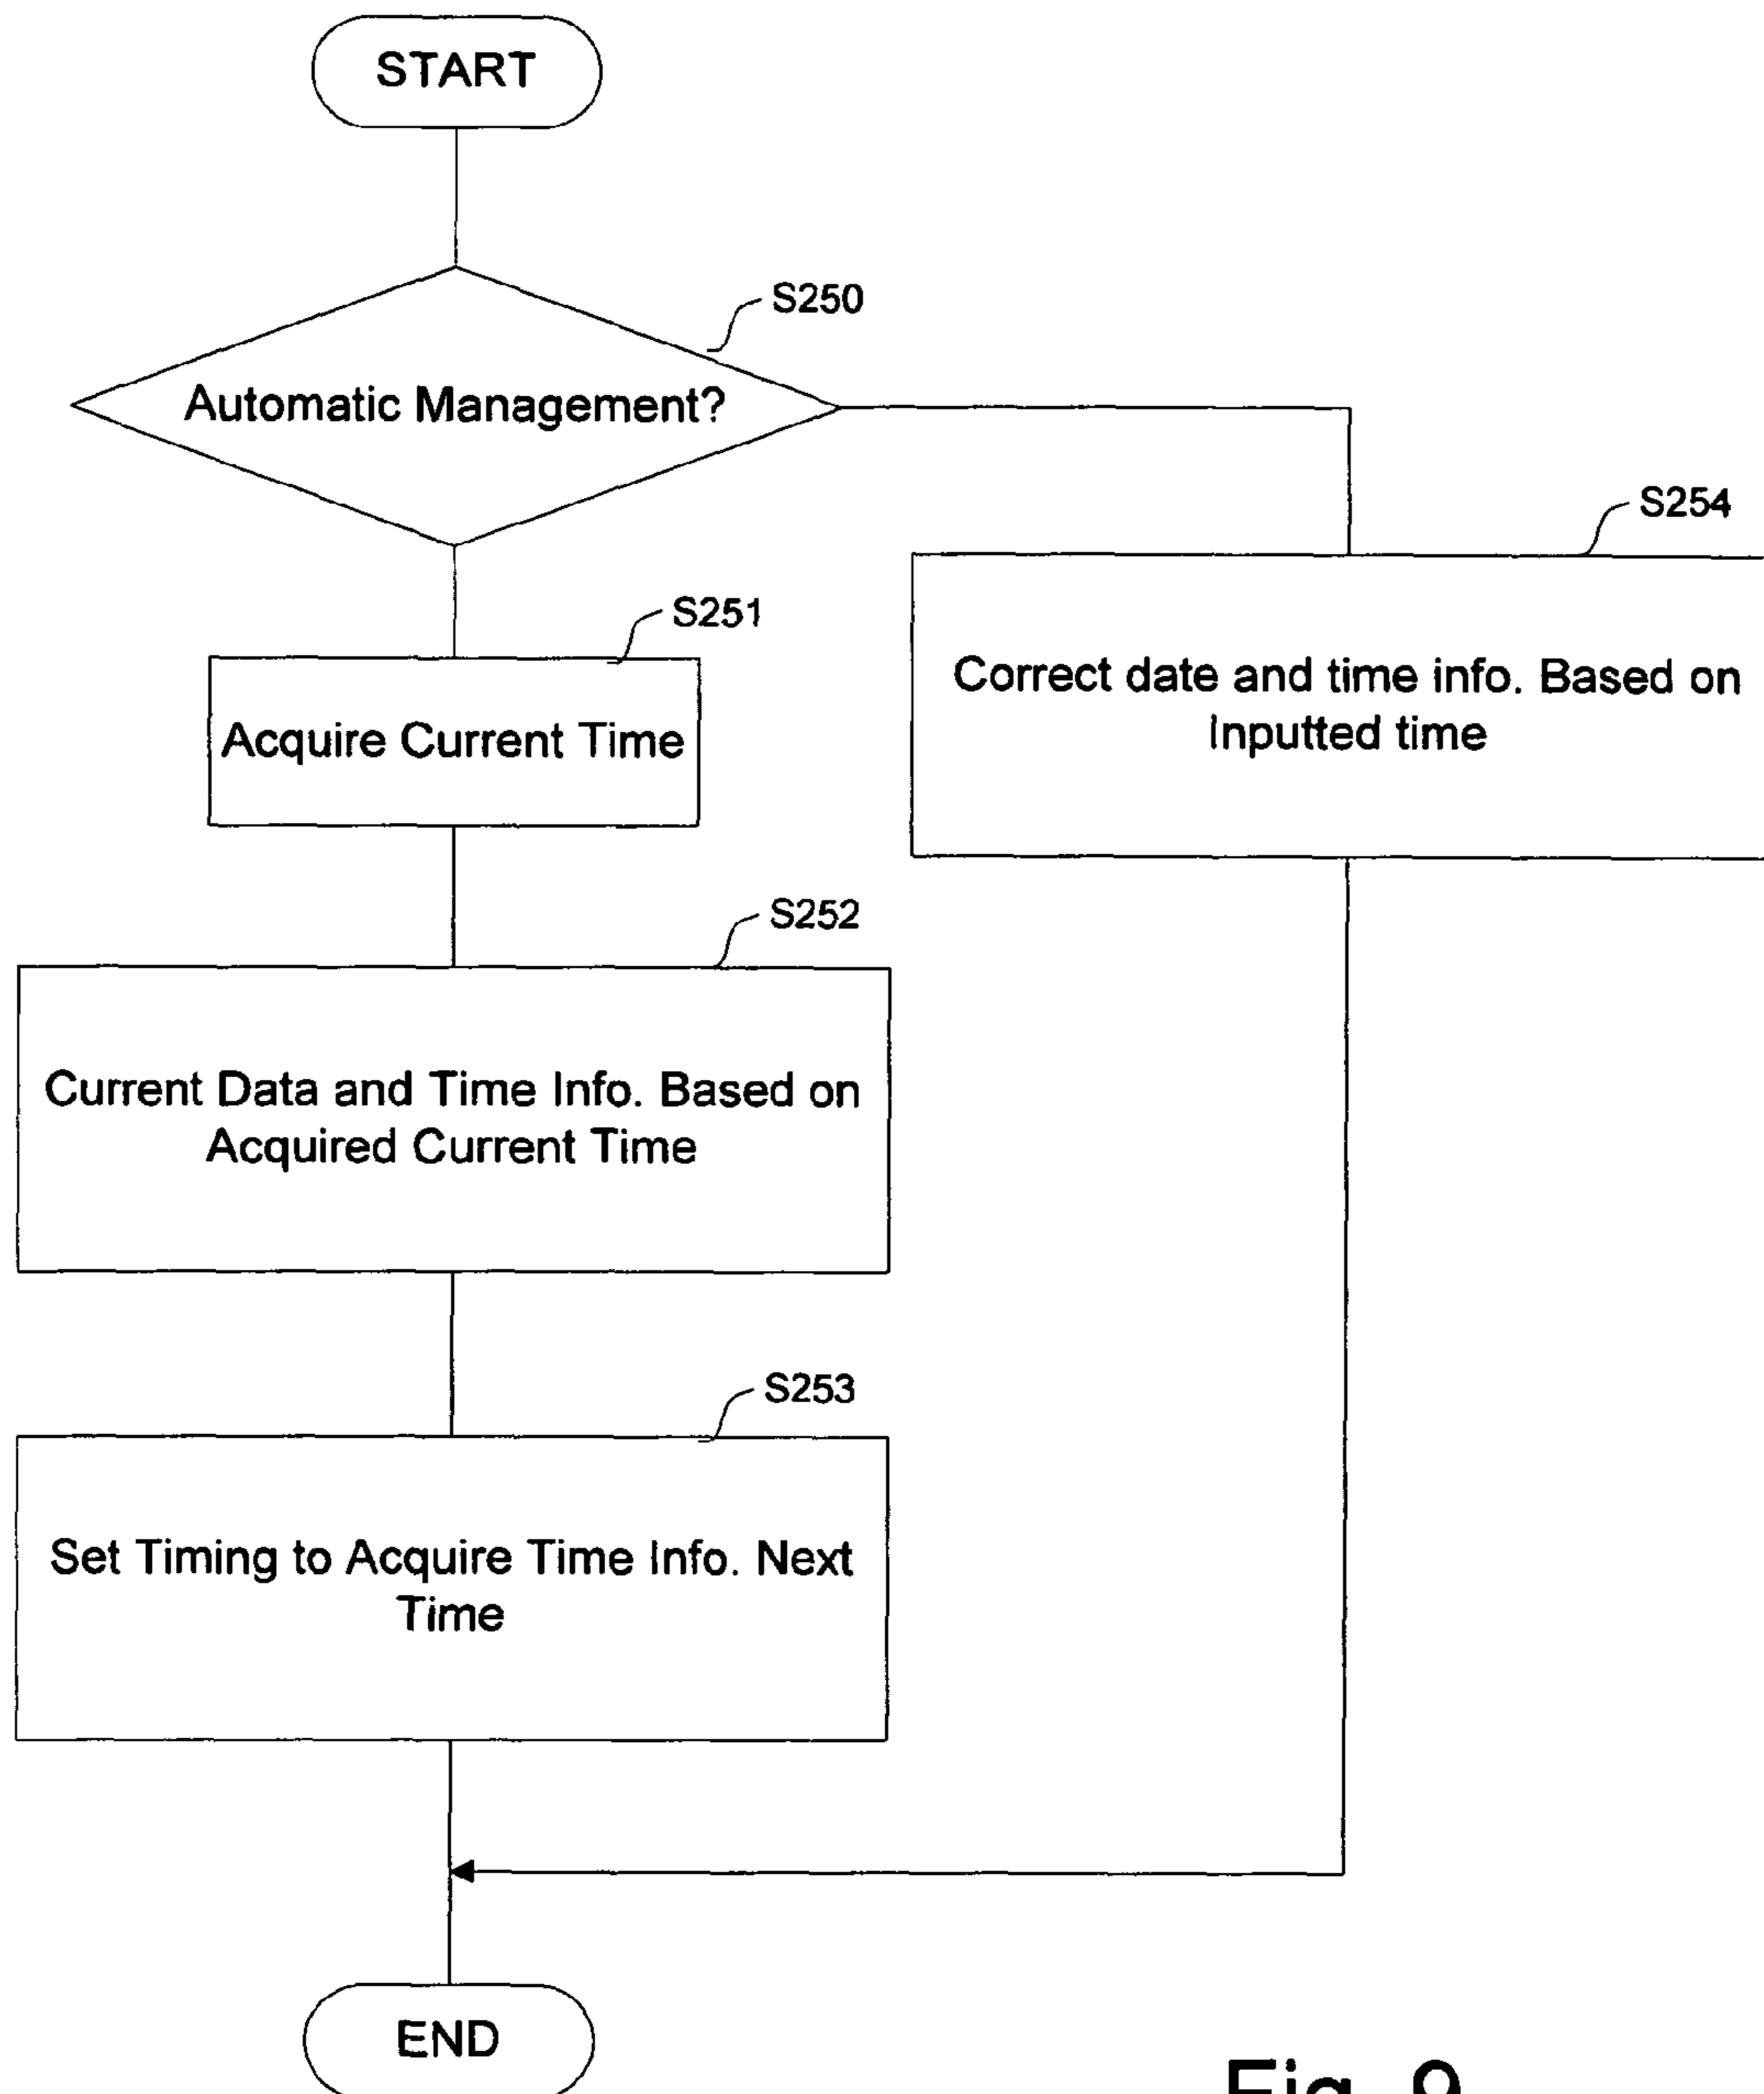 START
S250
Automatic Management?
S254
Correct date and time info. Based on
Inputted time
S251
Acquire Current Time
S252
Current Data and Time Info. Based on
Acquired Current Time
S253
Set Timing to Acquire Time Info. Next
Time
END
Fig. 9